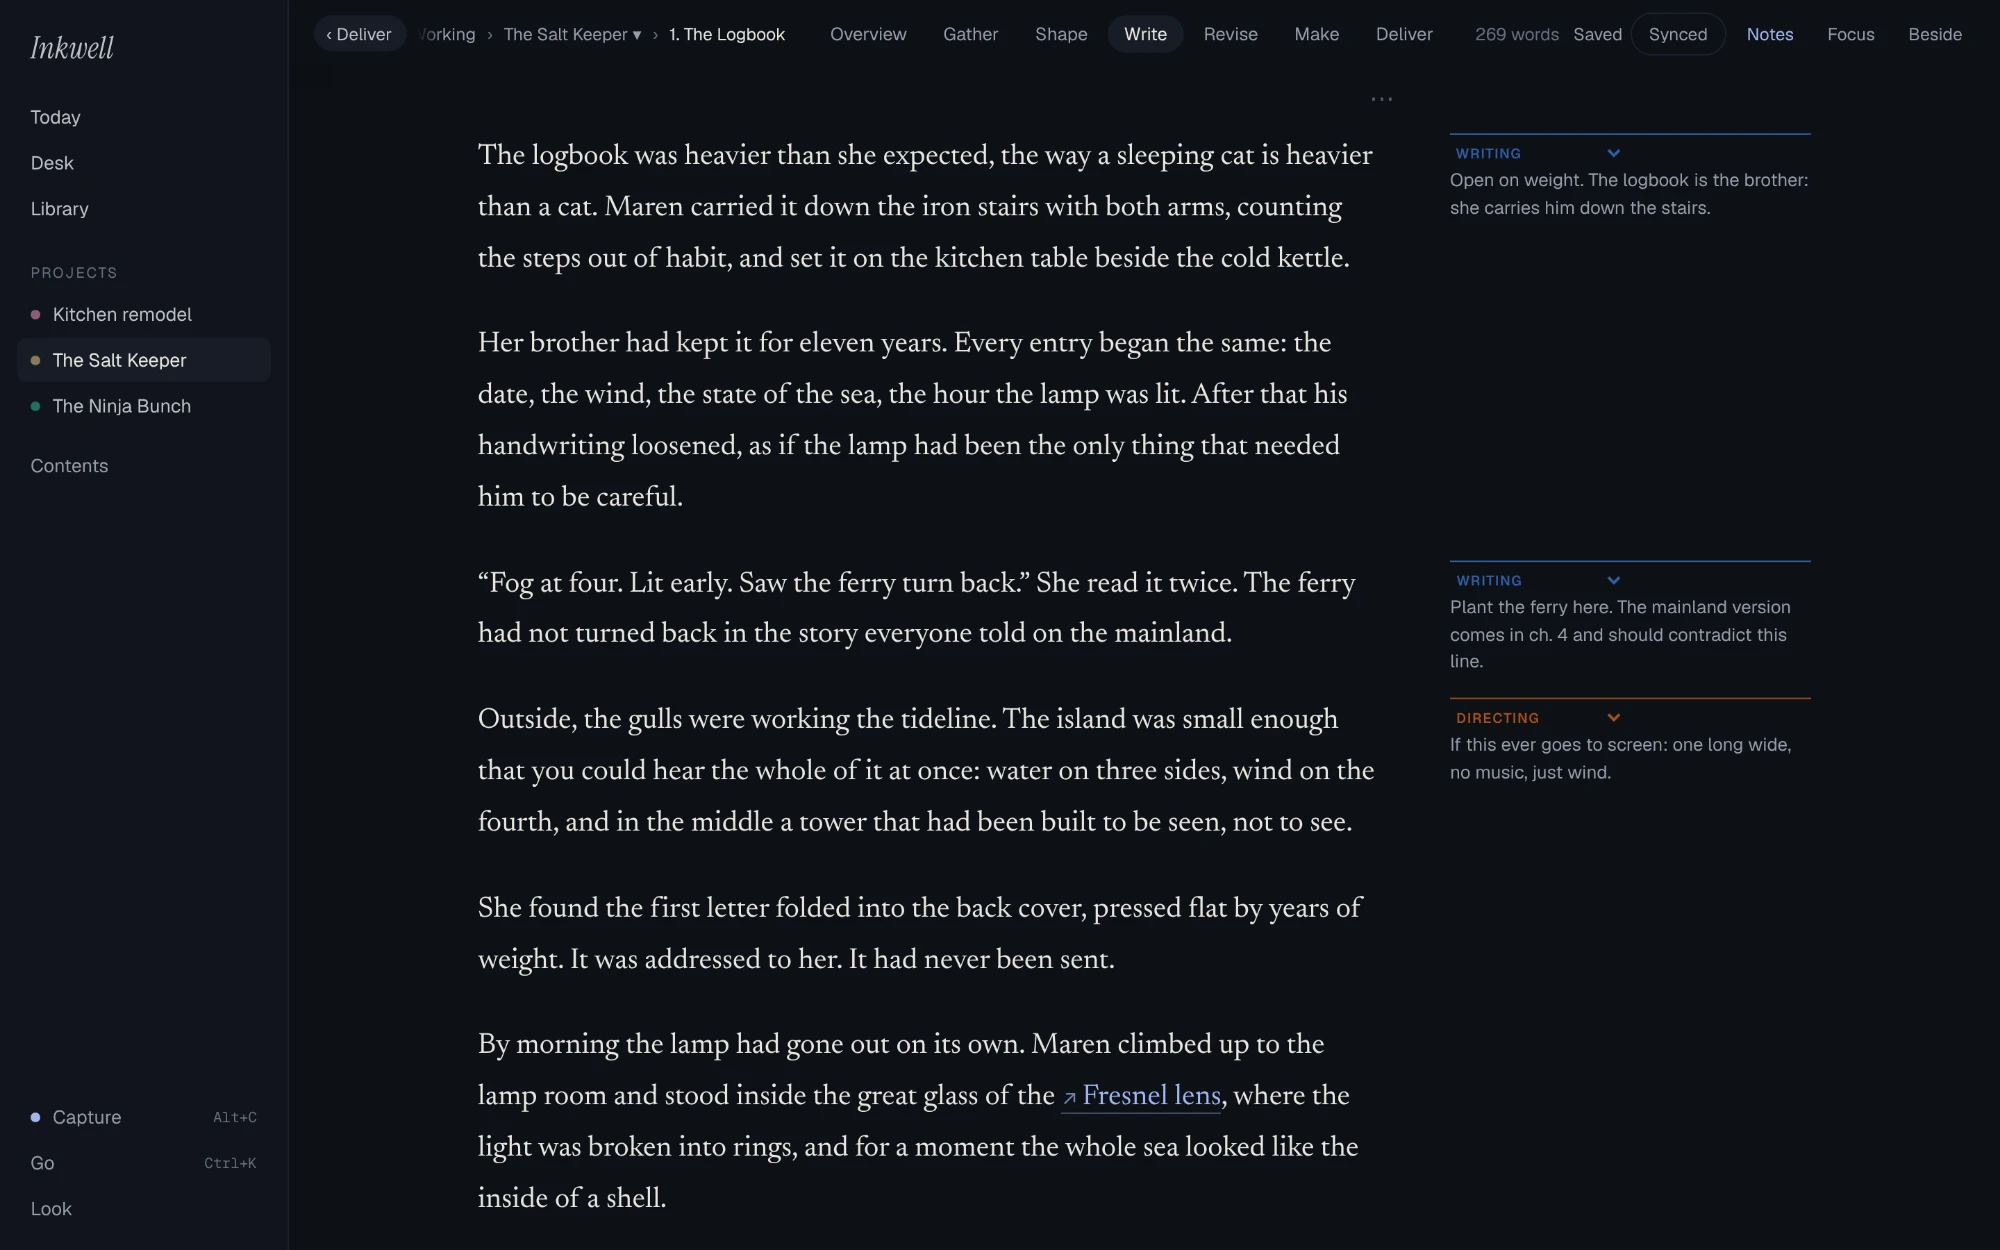 Inkwell
Today
Desk
Library
PROJECTS
Kitchen remodel
The Salt Keeper
The Ninja Bunch
Contents
Capture Alt+C
Go Ctrl+K
Look
‹ Deliver orking › The Salt Keeper ▾ › 1. The Logbook Overview Gather Shape Write Revise Make Deliver 269 words Saved Synced Notes Focus Beside
...
The logbook was heavier than she expected, the way a sleeping cat is heavier
than a cat. Maren carried it down the iron stairs with both arms, counting
the steps out of habit, and set it on the kitchen table beside the cold kettle.
Her brother had kept it for eleven years. Every entry began the same: the
date, the wind, the state of the sea, the hour the lamp was lit. After that his
handwriting loosened, as if the lamp had been the only thing that needed
him to be careful.
“Fog at four. Lit early. Saw the ferry turn back.” She read it twice. The ferry
had not turned back in the story everyone told on the mainland.
Outside, the gulls were working the tideline. The island was small enough
that you could hear the whole of it at once: water on three sides, wind on the
fourth, and in the middle a tower that had been built to be seen, not to see.
She found the first letter folded into the back cover, pressed flat by years of
weight. It was addressed to her. It had never been sent.
By morning the lamp had gone out on its own. Maren climbed up to the
lamp room and stood inside the great glass of the ↗ Fresnel lens, where the
light was broken into rings, and for a moment the whole sea looked like the
inside of a shell.
WRITING
Open on weight. The logbook is the brother:
she carries him down the stairs.
WRITING
Plant the ferry here. The mainland version
comes in ch. 4 and should contradict this
line.
DIRECTING
If this ever goes to screen: one long wide,
no music, just wind.